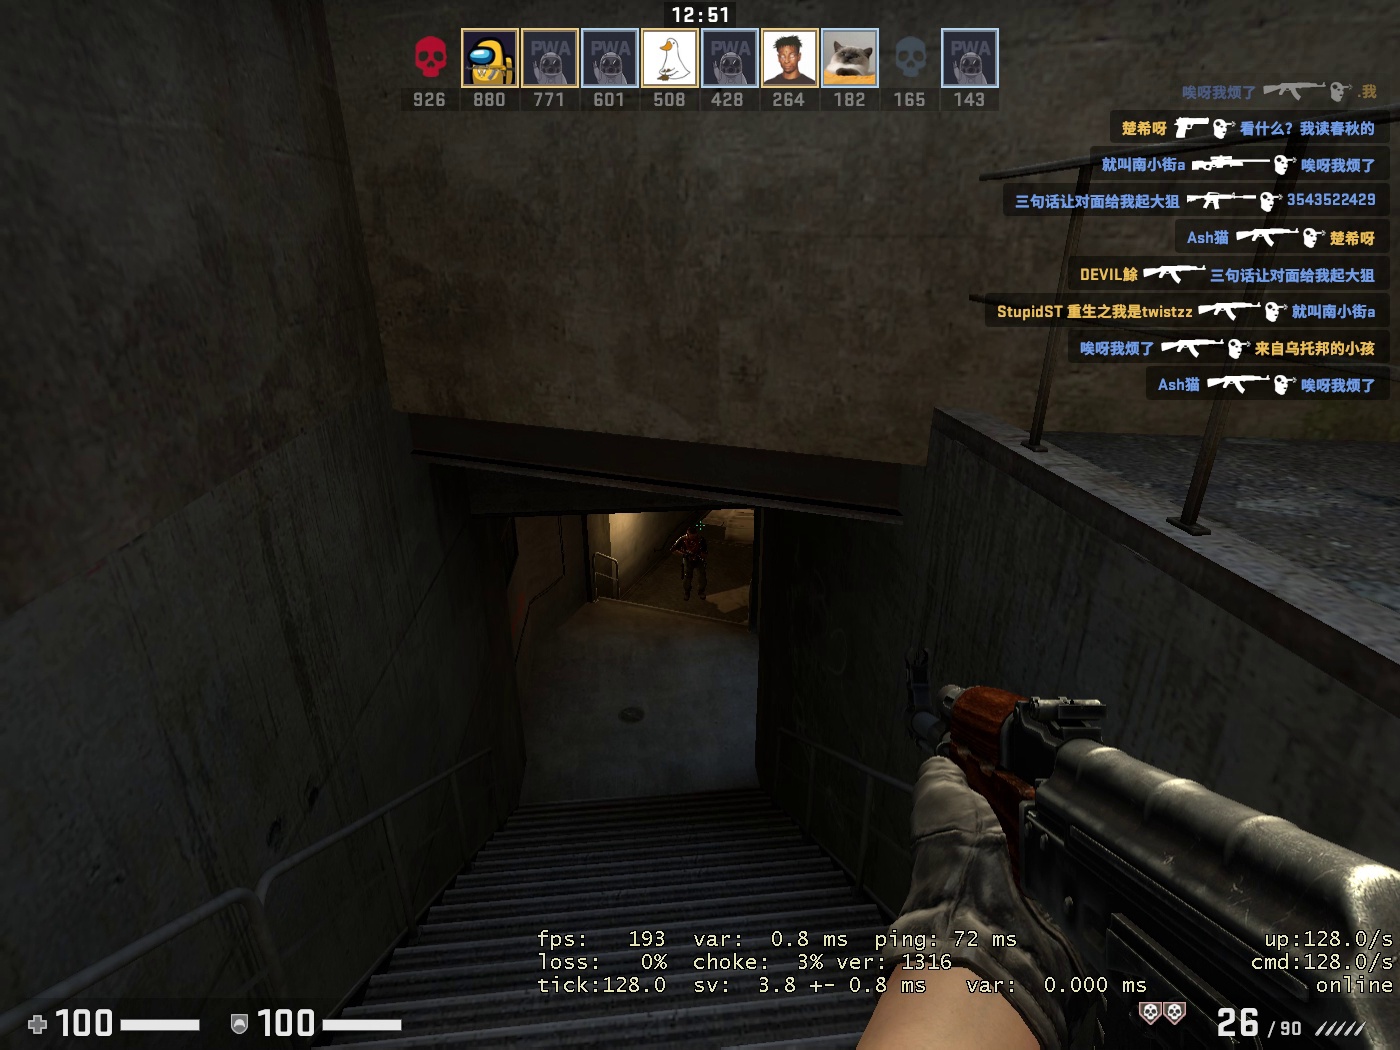 12:51
PWA PWA PWA PWA
926 880 771 601 508 428 264 182 165 143
唉呀我烦了 .我
楚希呀 看什么？我读春秋的
就叫南小街a 唉呀我烦了
三句话让对面给我起大狙 3543522429
Ash猫 楚希呀
DEVIL鮽 三句话让对面给我起大狙
StupidST 重生之我是twistzz 就叫南小街a
唉呀我烦了 来自乌托邦的小孩
Ash猫 唉呀我烦了
fps: 193 var: 0.8 ms ping: 72 ms up:128.0/s
loss: 0% choke: 3% ver: 1316 cmd:128.0/s
tick:128.0 sv: 3.8 +- 0.8 ms var: 0.000 ms online
100 100 26 / 90